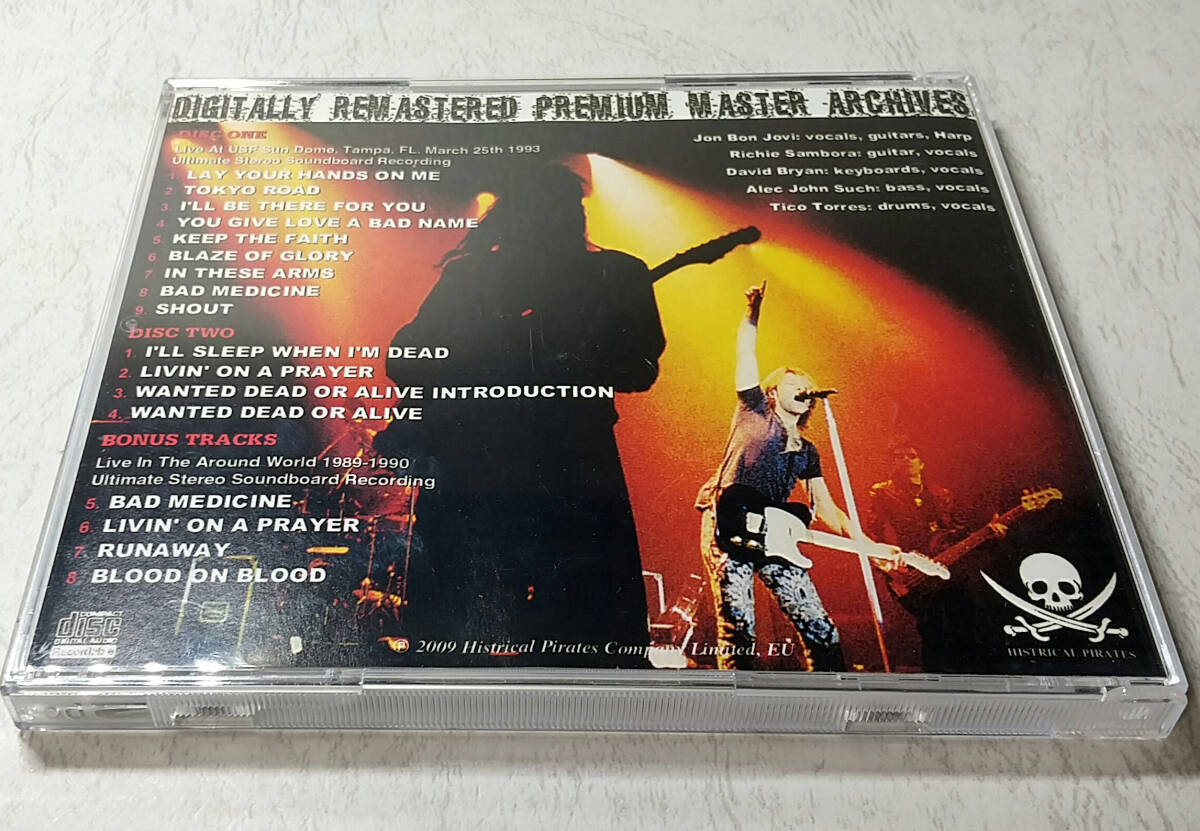 DIGITALLY REMASTERED PREMIUM MASTER ARCHIVES
DISC ONE
Live At USF Sun Dome, Tampa, FL. March 25th 1993
Ultimate Stereo Soundboard Recording
1. LAY YOUR HANDS ON ME
2. TOKYO ROAD
3. I'LL BE THERE FOR YOU
4. YOU GIVE LOVE A BAD NAME
5. KEEP THE FAITH
6. BLAZE OF GLORY
7. IN THESE ARMS
8. BAD MEDICINE
9. SHOUT
DISC TWO
1. I'LL SLEEP WHEN I'M DEAD
2. LIVIN' ON A PRAYER
3. WANTED DEAD OR ALIVE INTRODUCTION
4. WANTED DEAD OR ALIVE
BONUS TRACKS
Live In The Around World 1989-1990
Ultimate Stereo Soundboard Recording
5. BAD MEDICINE
6. LIVIN' ON A PRAYER
7. RUNAWAY
8. BLOOD ON BLOOD
Jon Bon Jovi: vocals, guitars, Harp
Richie Sambora: guitar, vocals
David Bryan: keyboards, vocals
Alec John Such: bass, vocals
Tico Torres: drums, vocals
COMPACT
disc
DIGITAL AUDIO
Recordable
℗ 2009 Histrical Pirates Company Limited, EU
HISTRICAL PIRATES